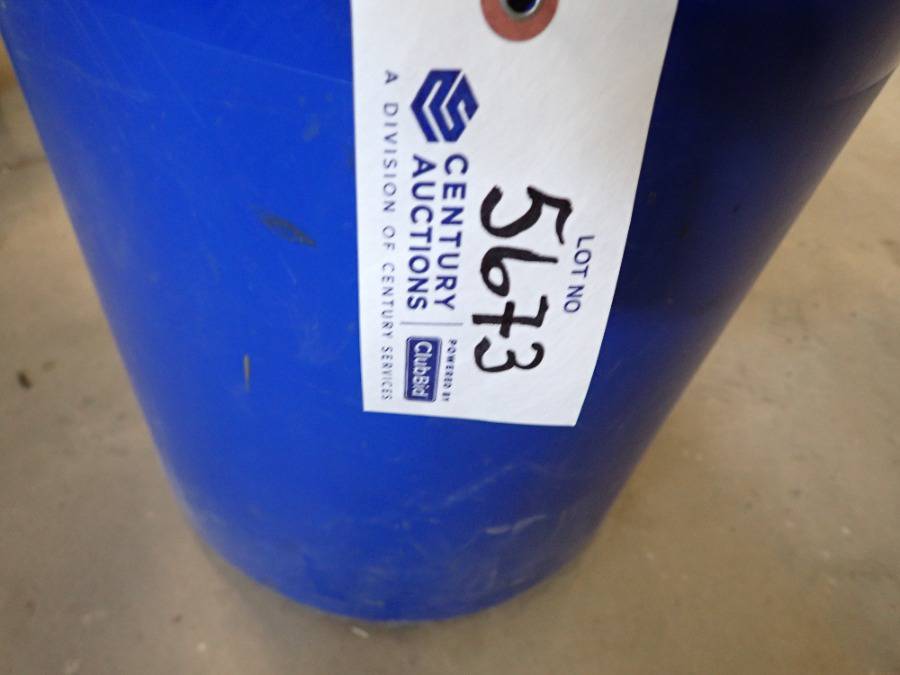 LOT NO
5673
CENTURY
AUCTIONS
POWERED BY
ClubBid
A DIVISION OF CENTURY SERVICES